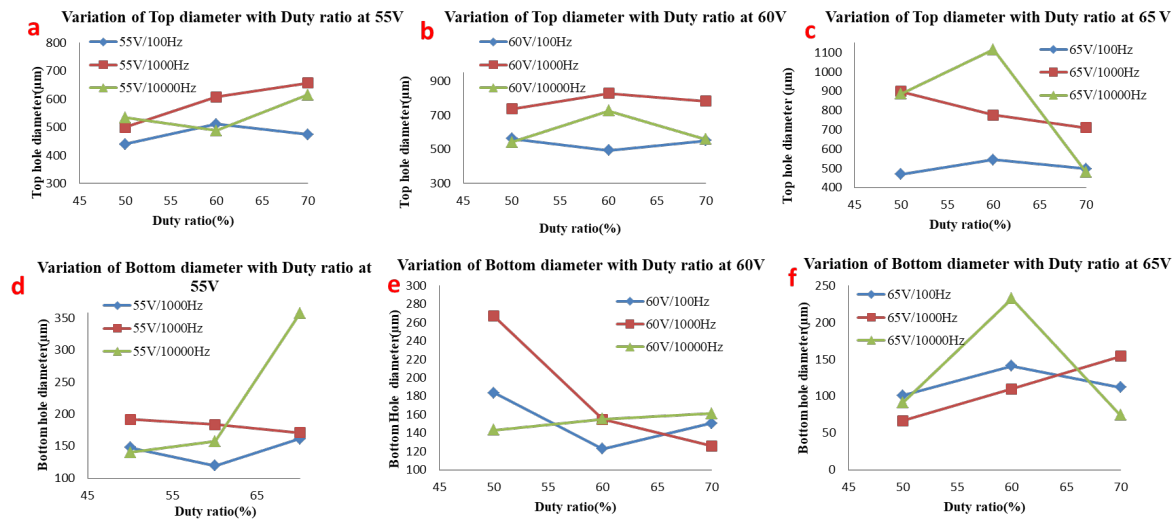 Variation of Top diameter with Duty ratio at 55V
a
800
700
600
500
400
300
45
50
55
60
65
70
Top hole diameter(µm)
Duty ratio(%)
55V/100Hz
55V/1000Hz
55V/10000Hz
Variation of Top diameter with Duty ratio at 60V
b
900
700
500
300
45
50
55
60
65
70
Top hole diameter(µm)
Duty ratio(%)
60V/100Hz
60V/1000Hz
60V/10000Hz
Variation of Top diameter with Duty ratio at 65 V
c
1100
1000
900
800
700
600
500
400
45
50
55
60
65
70
Top hole diameter (µm)
Duty ratio(%)
65V/100Hz
65V/1000Hz
65V/10000Hz
Variation of Bottom diameter with Duty ratio at
55V
d
350
300
250
200
150
100
45
55
65
Bottom hole diameter(µm)
Duty ratio(%)
55V/1000Hz
55V/1000Hz
55V/10000Hz
Variation of Bottom diameter with Duty ratio at 60V
e
300
280
260
240
220
200
180
160
140
120
100
45
50
55
60
65
70
Bottom Hole diameter(µm)
Duty ratio(%)
60V/100Hz
60V/1000Hz
60V/10000Hz
Variation of Bottom diameter with Duty ratio at 65V
f
250
200
150
100
50
0
45
50
55
60
65
70
Bottom hole diameter(µm)
Duty ratio(%)
65V/100Hz
65V/1000Hz
65V/10000Hz